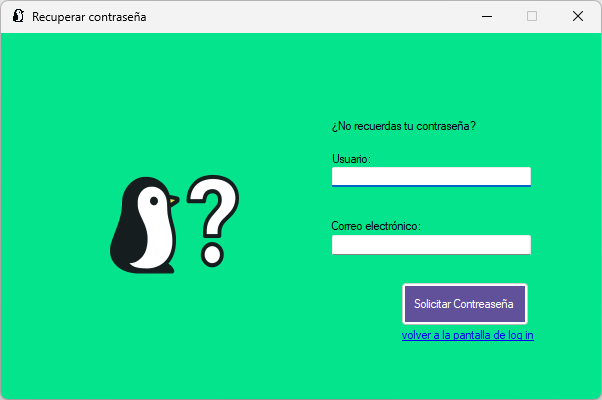 Recuperar contraseña
?
¿No recuerdas tu contraseña?
Usuario:
Correo electrónico:
Solicitar Contreaseña
volver a la pantalla de log in